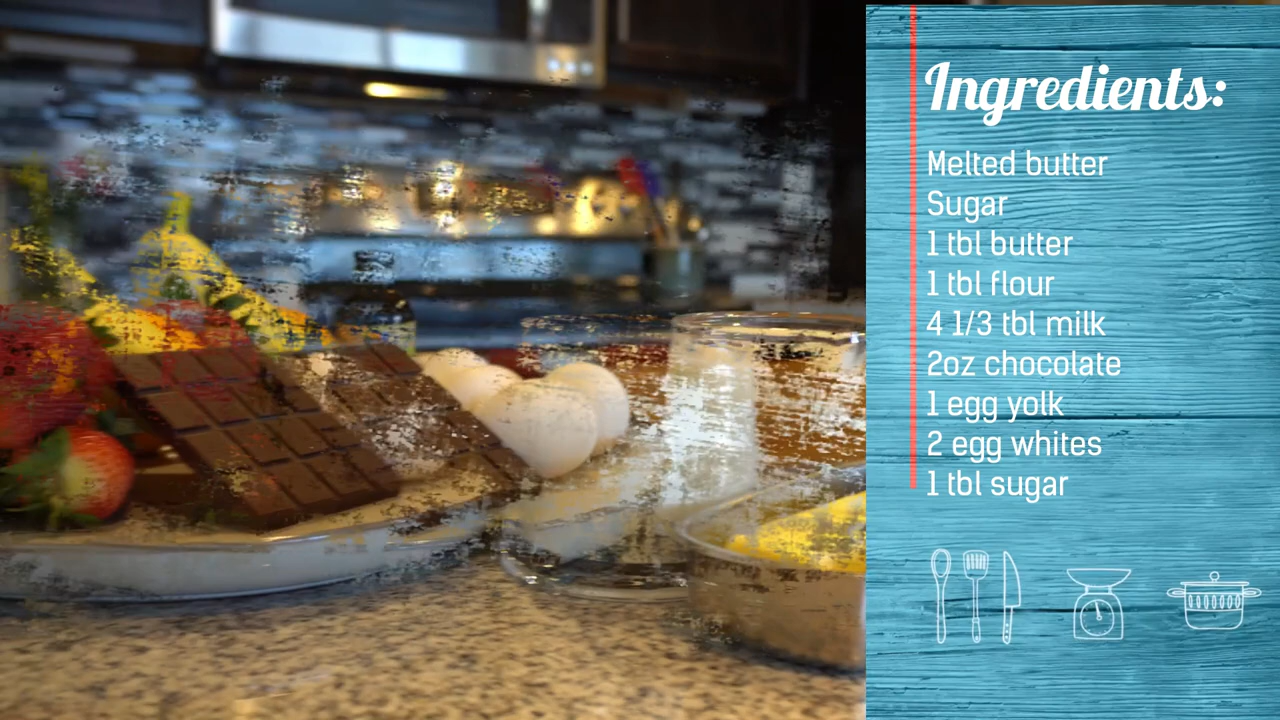 Ingredients:
Melted butter
Sugar
1 tbl butter
1 tbl flour
4 1/3 tbl milk
2oz chocolate
1 egg yolk
2 egg whites
1 tbl sugar